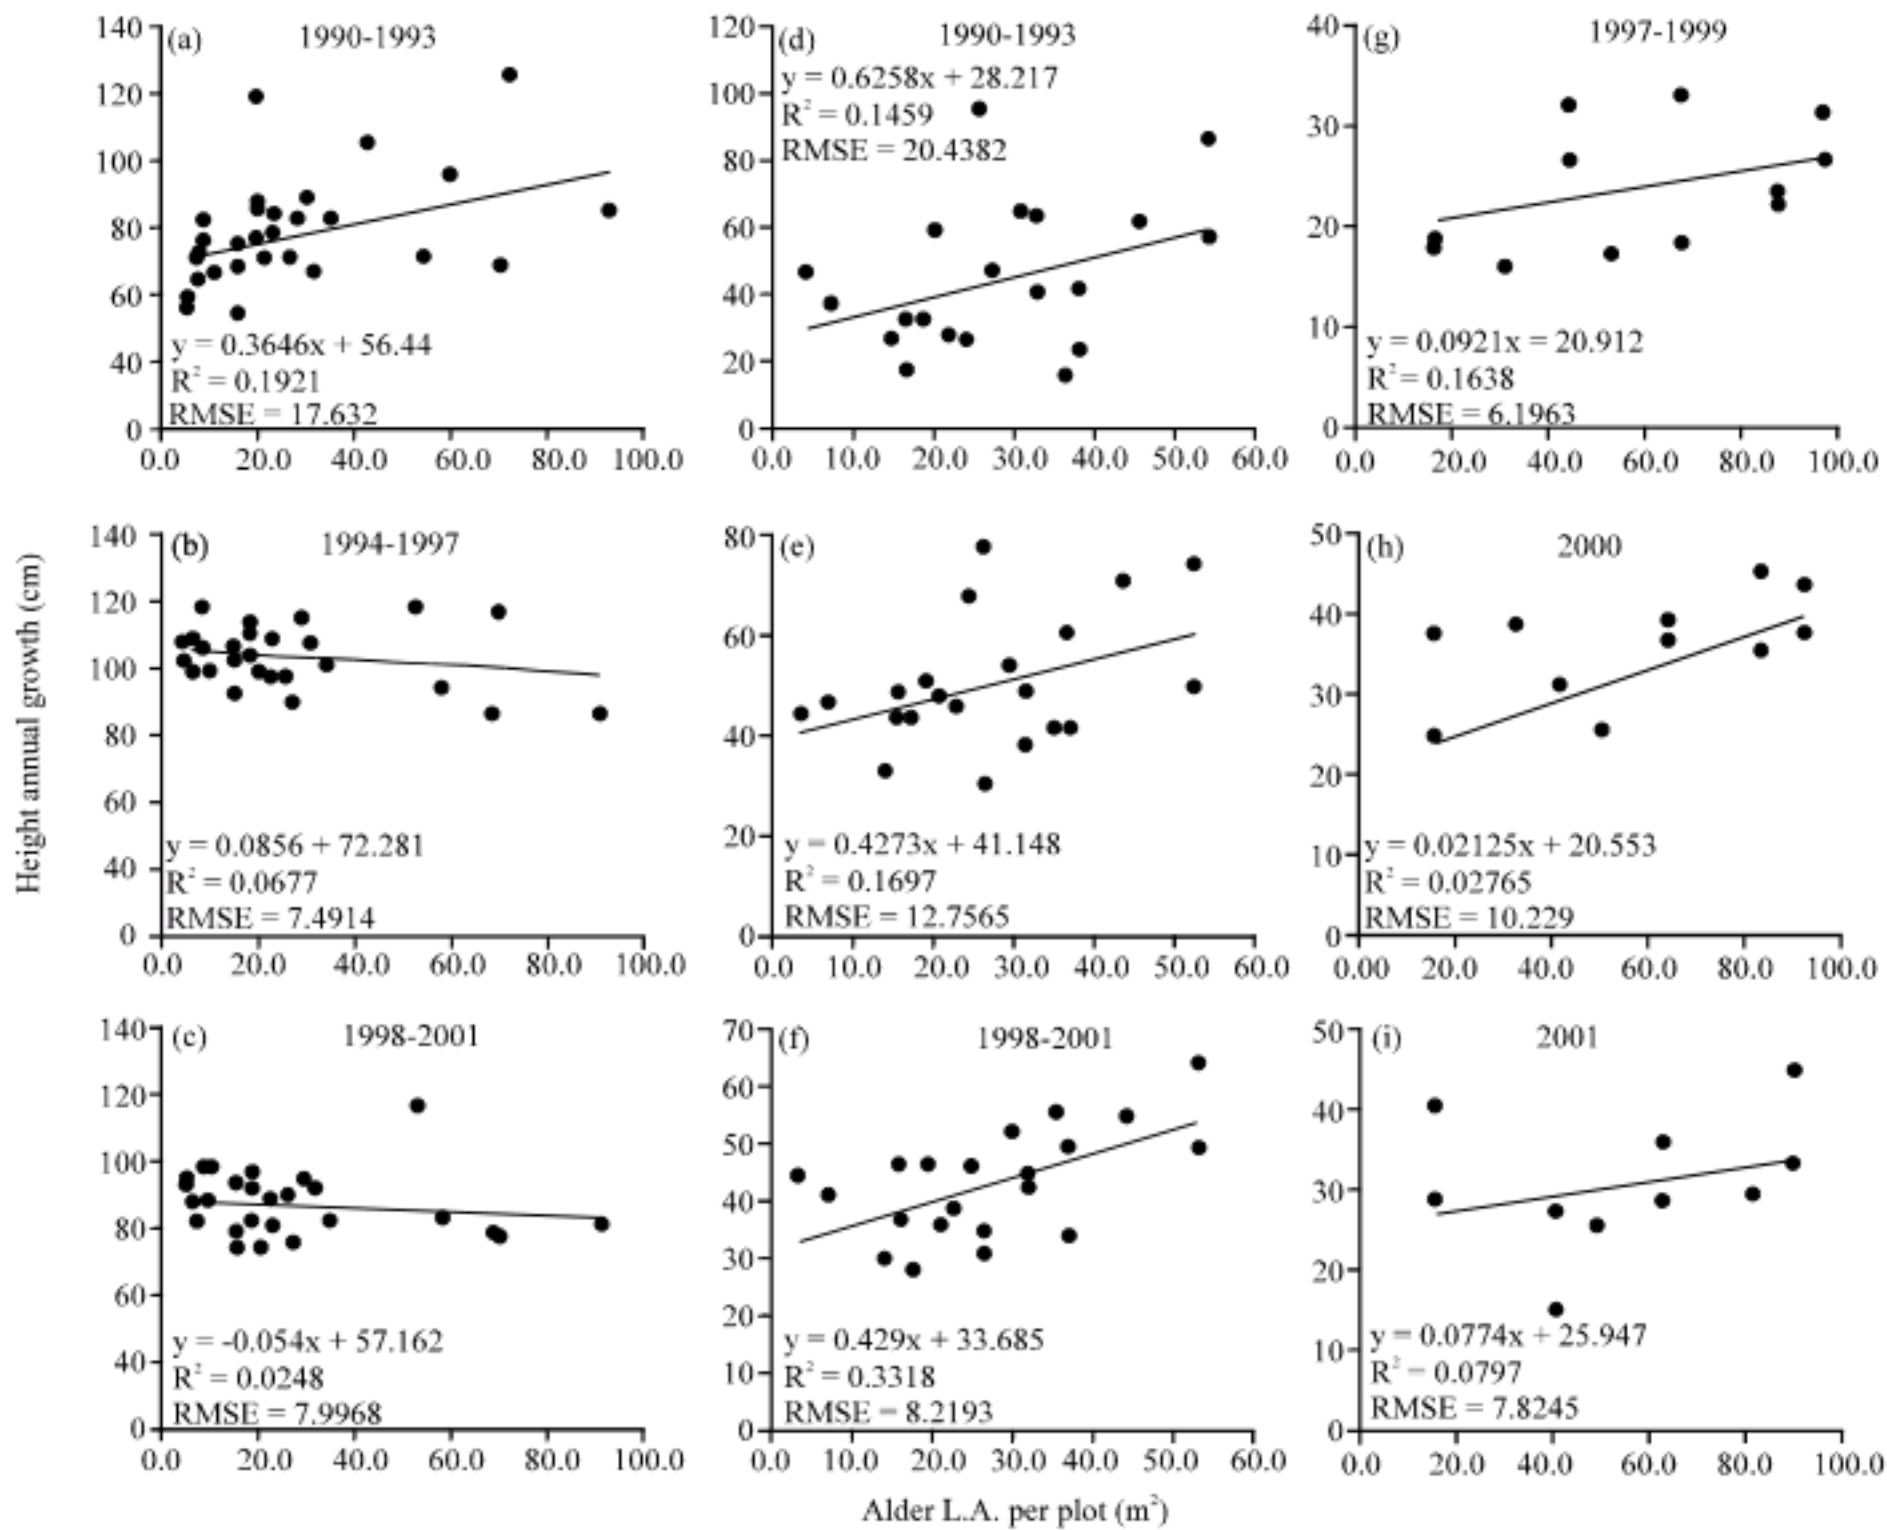 (a) 1990-1993
140
120
100
80
60
40
0
y = 0.3646x + 56.44
R² = 0.1921
RMSE = 17.632
0.0 20.0 40.0 60.0 80.0 100.0
(d) 1990-1993
120
100
80
60
40
20
0
y = 0.6258x + 28.217
R² = 0.1459
RMSE = 20.4382
0.0 10.0 20.0 30.0 40.0 50.0 60.0
(g) 1997-1999
40
30
20
10
0
y = 0.0921x = 20.912
R² = 0.1638
RMSE = 6.1963
0.0 20.0 40.0 60.0 80.0 100.0
Height annual growth (cm)
(b) 1994-1997
140
120
100
80
60
40
0
y = 0.0856 + 72.281
R² = 0.0677
RMSE = 7.4914
0.0 20.0 40.0 60.0 80.0 100.0
(e)
80
60
40
20
0
y = 0.4273x + 41.148
R² = 0.1697
RMSE = 12.7565
0.0 10.0 20.0 30.0 40.0 50.0 60.0
(h) 2000
50
40
30
20
10
0
y = 0.02125x + 20.553
R² = 0.02765
RMSE = 10.229
0.00 20.0 40.0 60.0 80.0 100.0
(c) 1998-2001
140
120
100
80
60
40
0
y = -0.054x + 57.162
R² = 0.0248
RMSE = 7.9968
0.0 20.0 40.0 60.0 80.0 100.0
(f) 1998-2001
70
60
50
40
30
20
10
0
y = 0.429x + 33.685
R² = 0.3318
RMSE = 8.2193
0.0 10.0 20.0 30.0 40.0 50.0 60.0
(i) 2001
50
40
30
20
10
0
y = 0.0774x + 25.947
R² = 0.0797
RMSE = 7.8245
0.0 20.0 40.0 60.0 80.0 100.0
Alder L.A. per plot (m²)